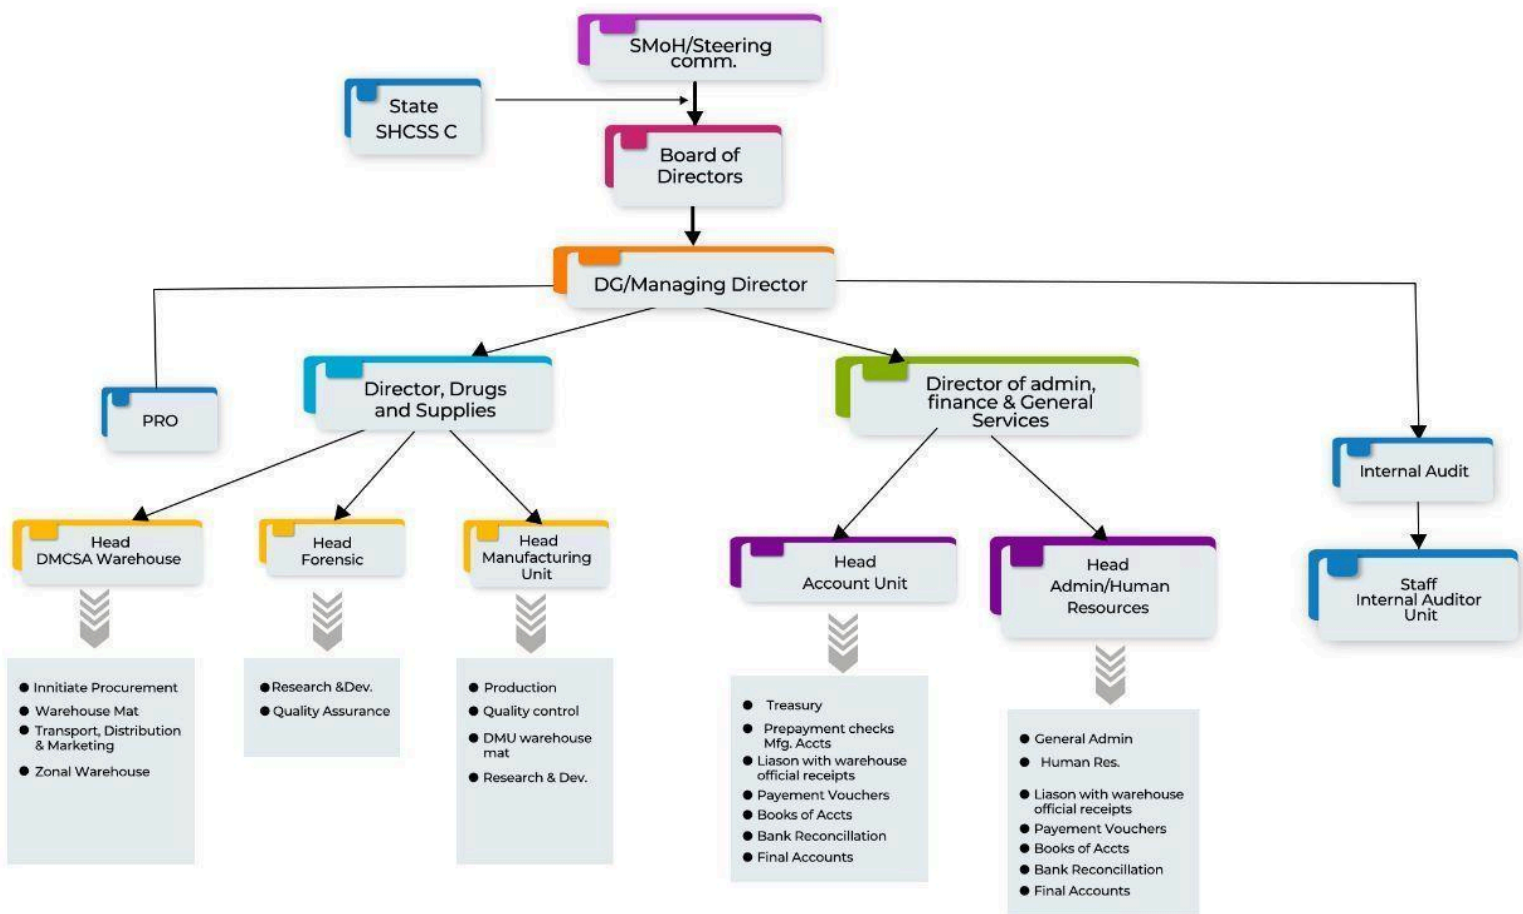 SMoH/Steering
comm.
State
SHCSS C
Board of
Directors
DG/Managing Director
PRO
Director, Drugs
and Supplies
Director of admin,
finance & General
Services
Internal Audit
Head
DMCSA Warehouse
Head
Forensic
Head
Manufacturing
Unit
Head
Account Unit
Head
Admin/Human
Resources
Staff
Internal Auditor
Unit
Innitiate Procurement
Warehouse Mat
Transport, Distribution
& Marketing
Zonal Warehouse
Research &Dev.
Quality Assurance
Production
Quality control
DMU warehouse
mat
Research & Dev.
Treasury
Prepayment checks
Mfg. Accts
Liason with warehouse
official receipts
Payement Vouchers
Books of Accts
Bank Reconcillation
Final Accounts
General Admin
Human Res.
Liason with warehouse
official receipts
Payement Vouchers
Books of Accts
Bank Reconcillation
Final Accounts